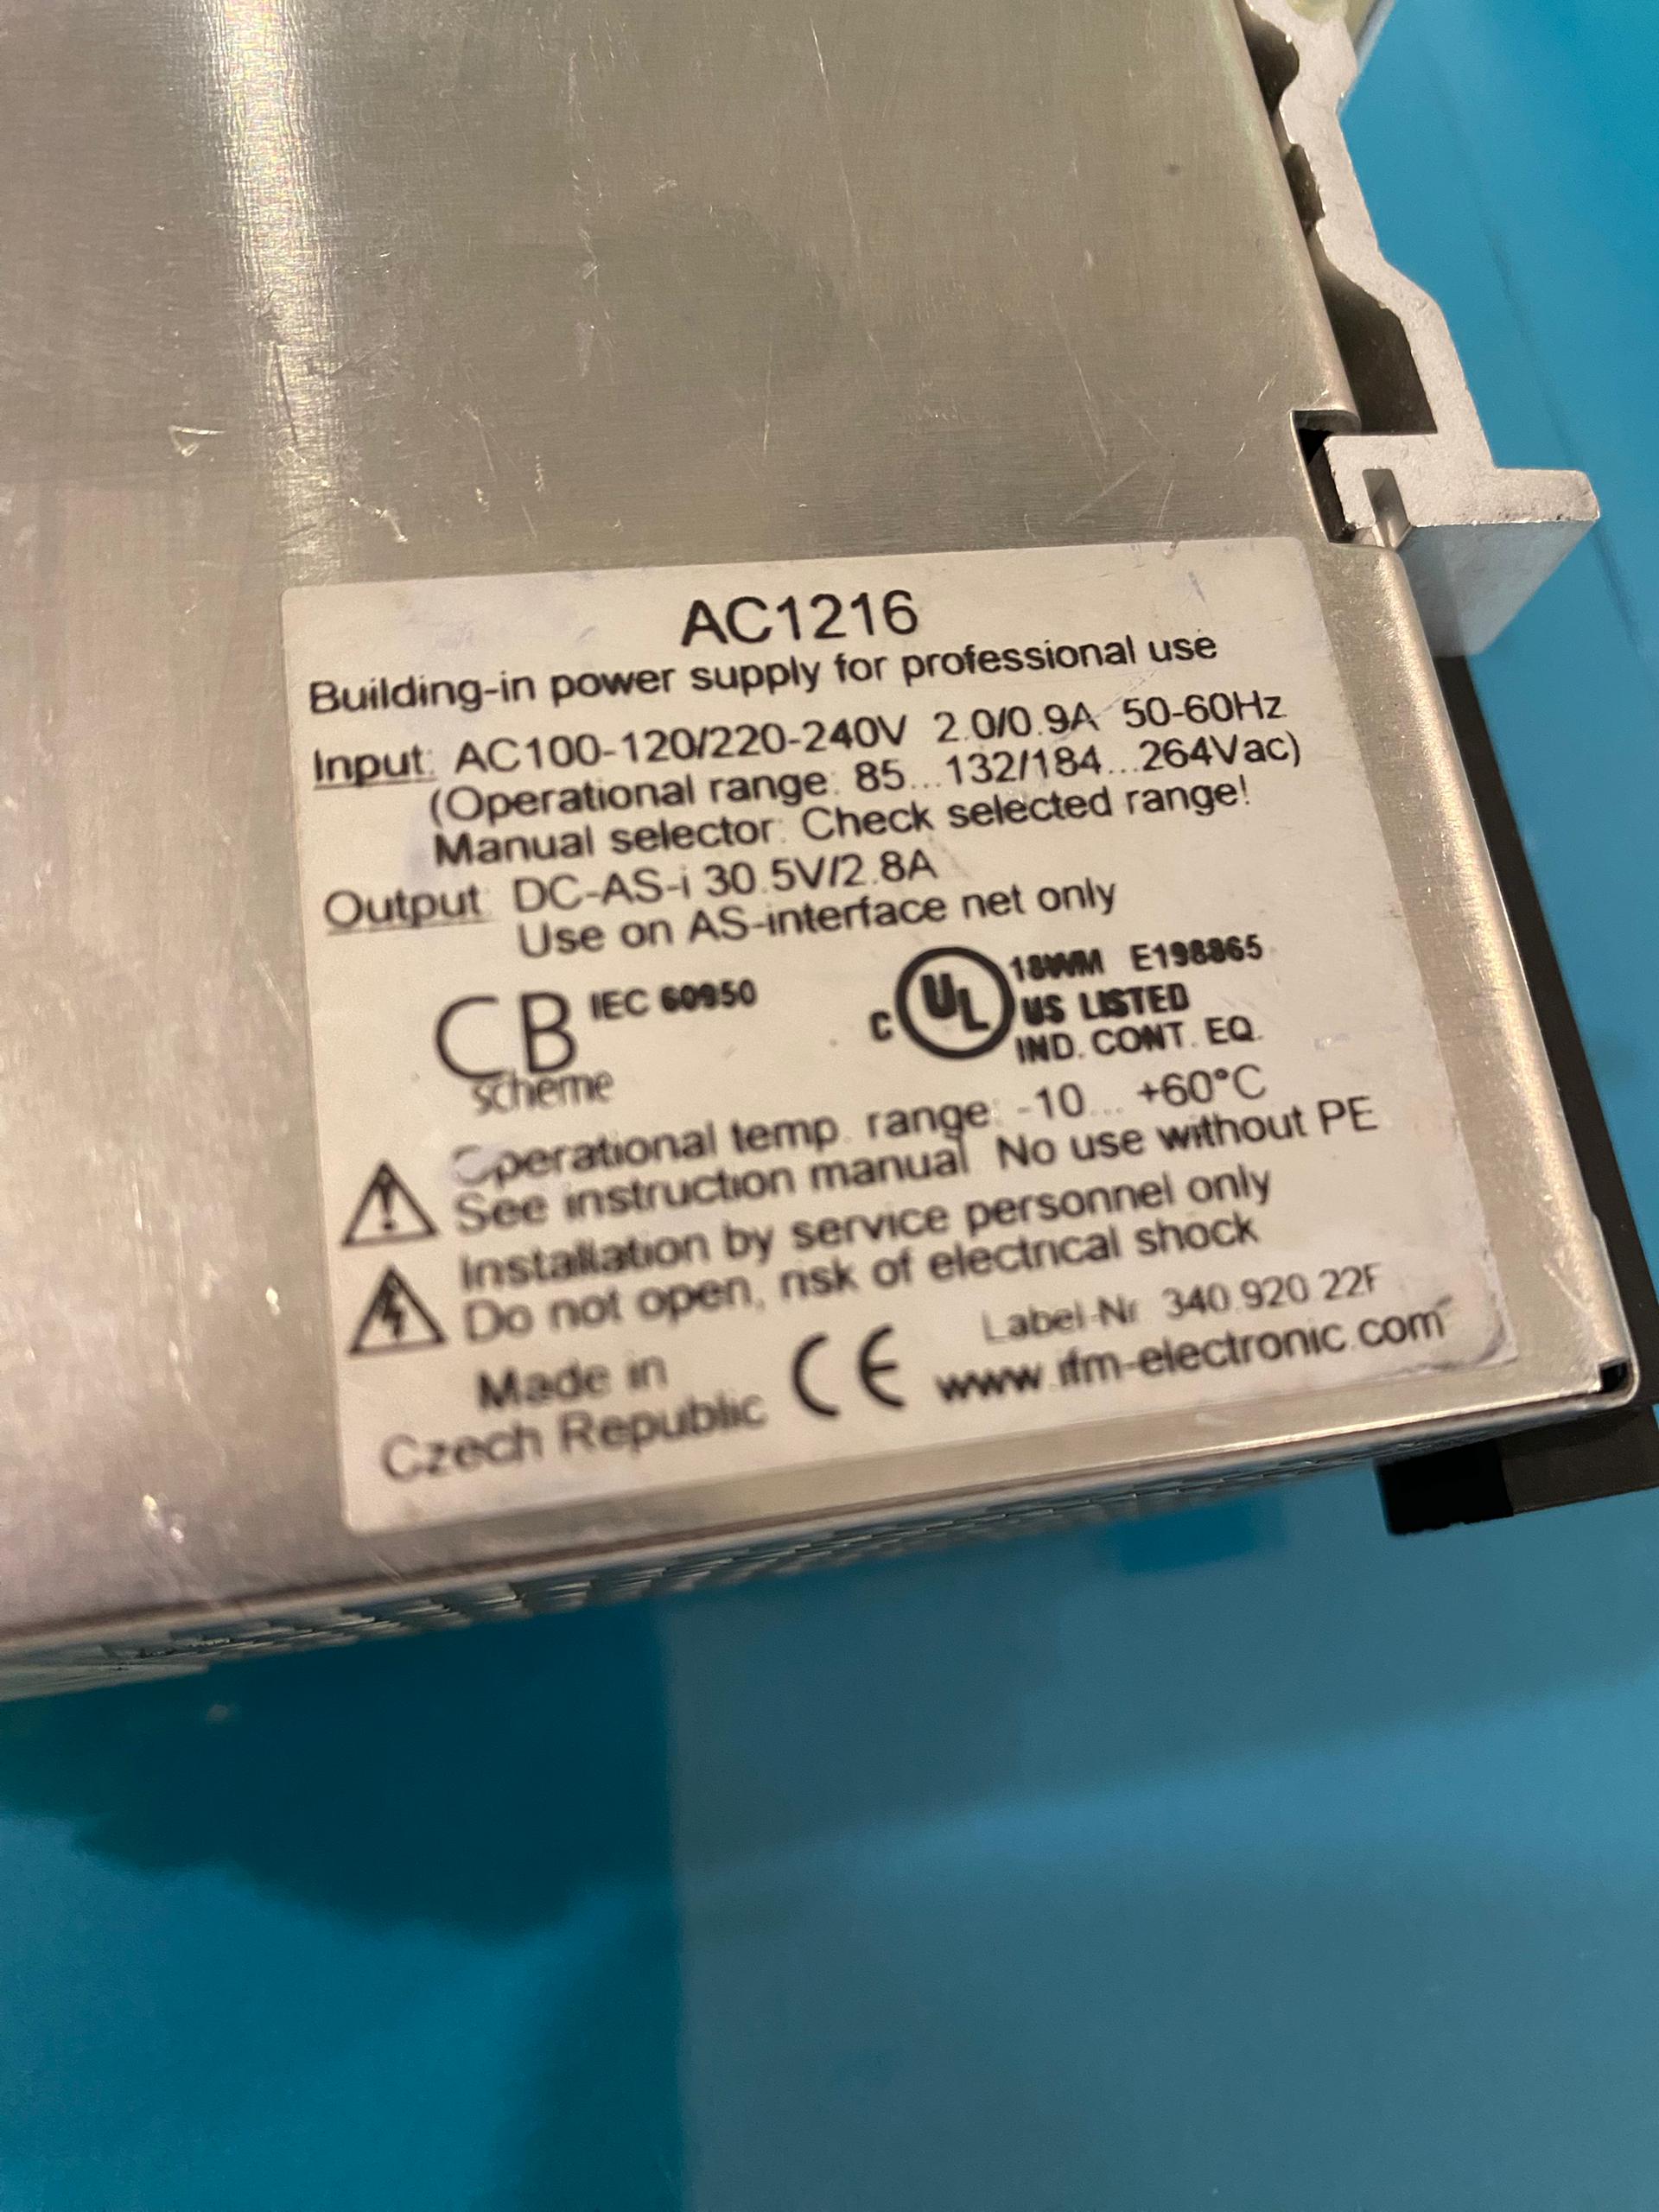 AC1216
Building-in power supply for professional use
Input: AC100-120/220-240V 2.0/0.9A 50-60Hz
(Operational range: 85...132/184...264Vac)
Manual selector: Check selected range!
Output: DC-AS-i 30.5V/2.8A
Use on AS-interface net only
CB scheme IEC 60950
C UL US LISTED 18WM E198865
IND. CONT. EQ.
Operational temp. range: -10... +60°C
See instruction manual No use without PE
Installation by service personnel only
Do not open, risk of electrical shock
Label-Nr 340.920.22F
Made in
Czech Republic CE www.ifm-electronic.com